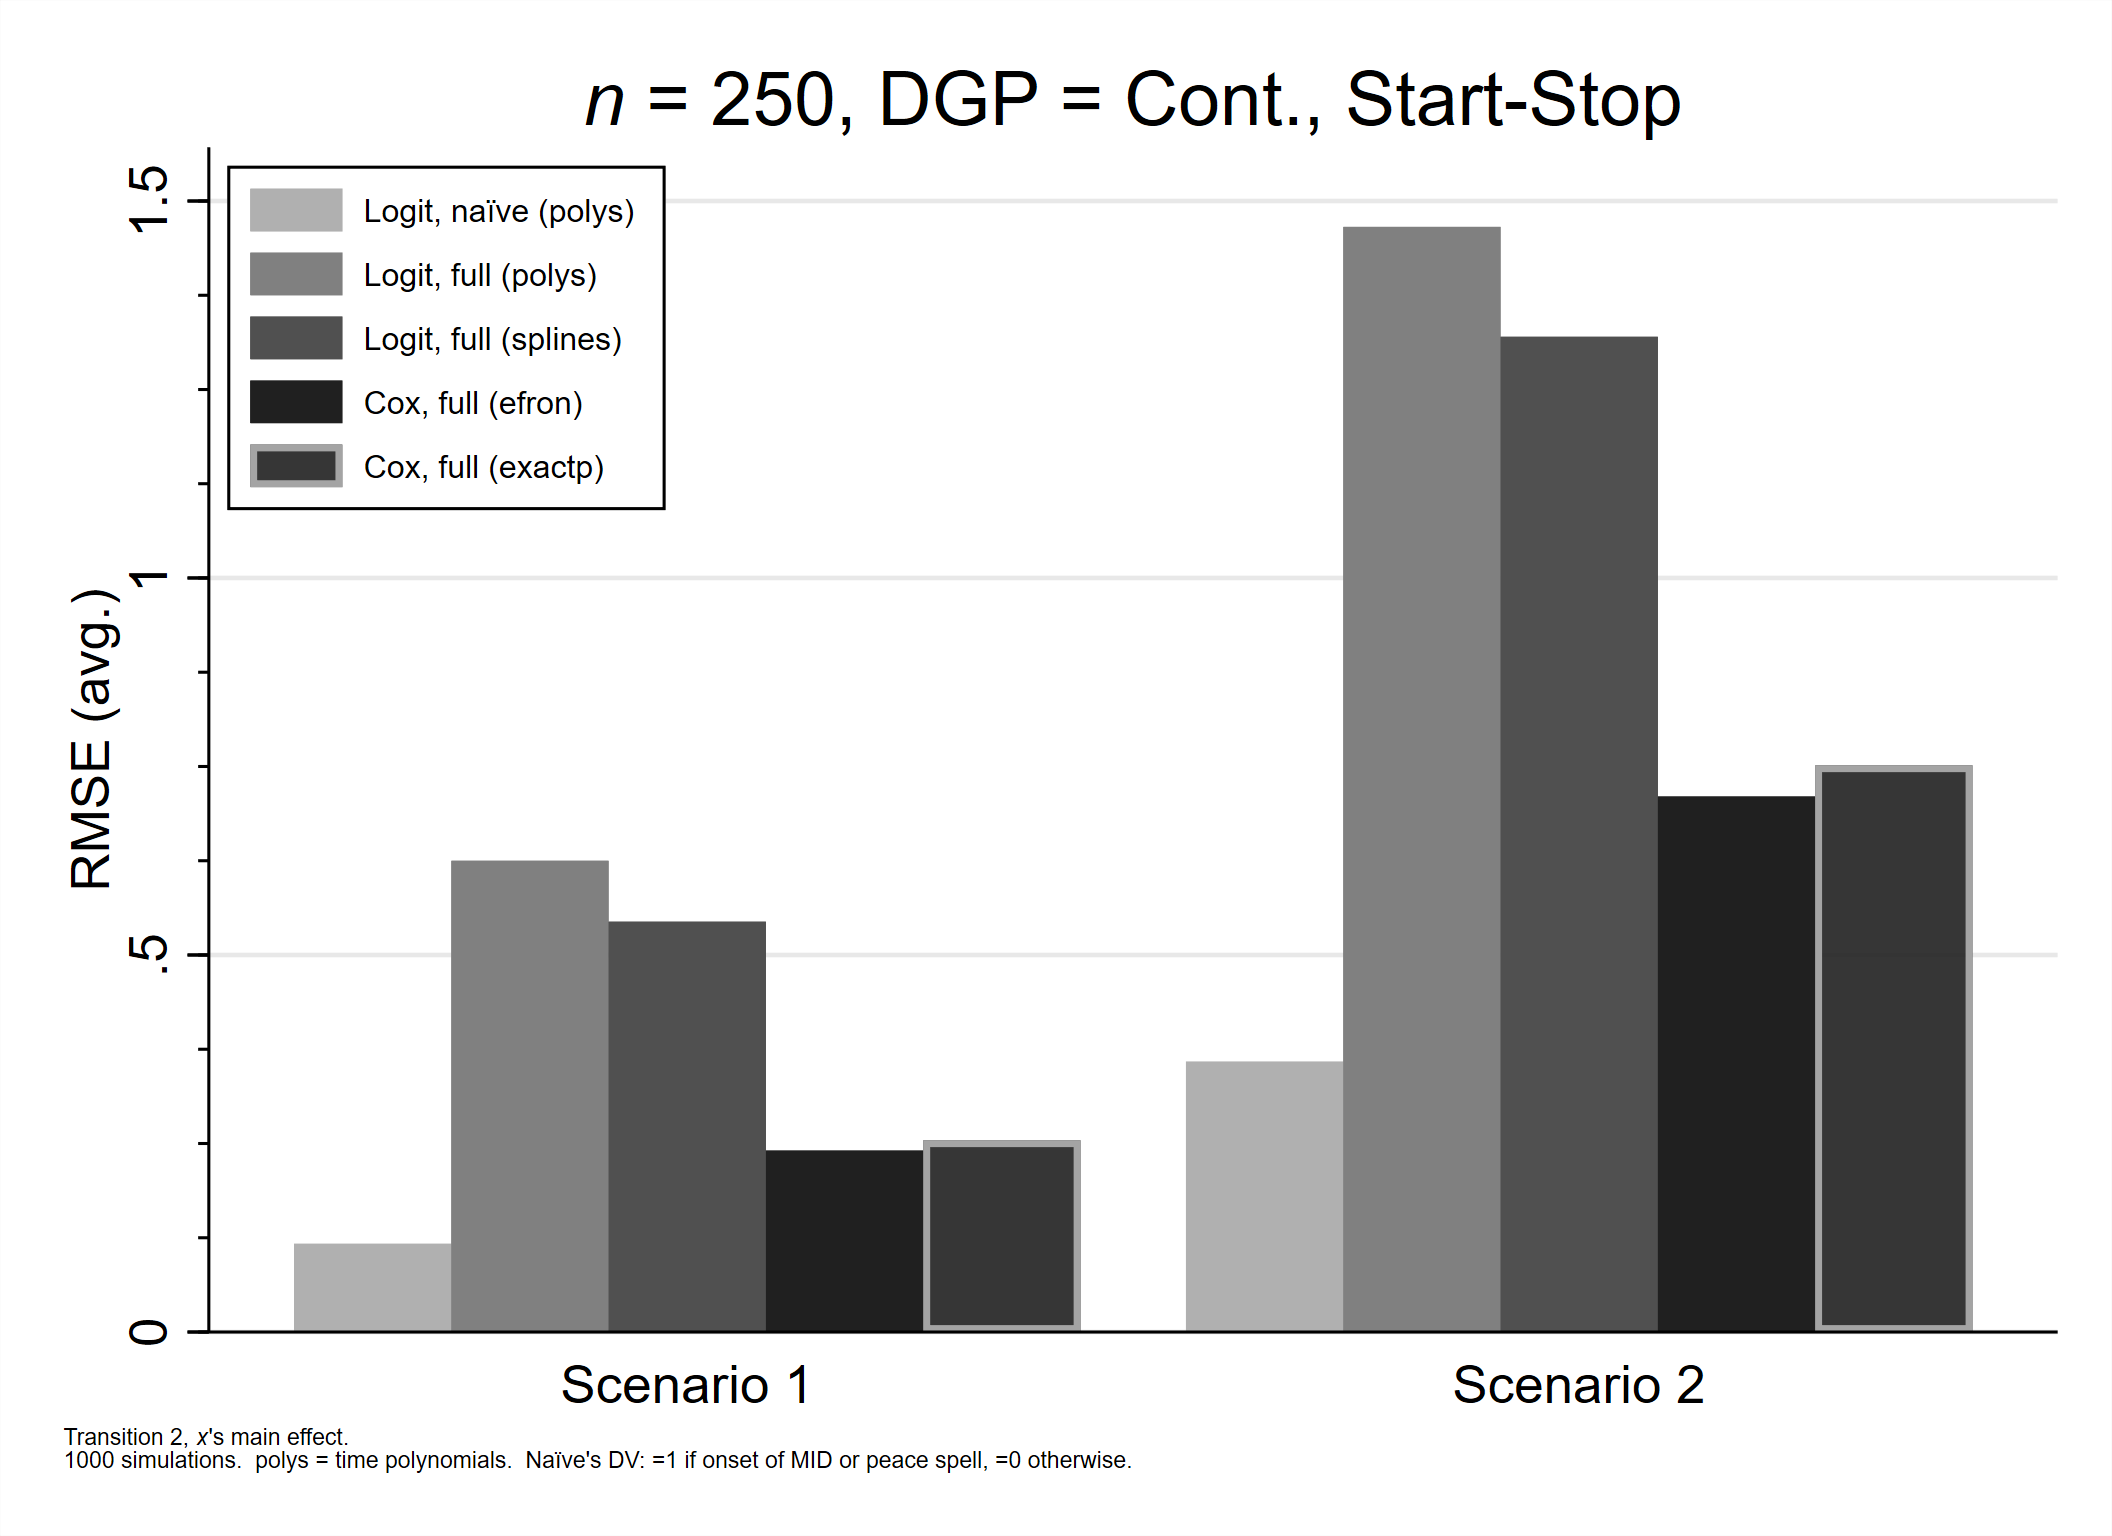 n = 250, DGP = Cont., Start-Stop
1.5
1
.5
0
RMSE (avg.)
Logit, naïve (polys)
Logit, full (polys)
Logit, full (splines)
Cox, full (efron)
Cox, full (exactp)
Scenario 1
Scenario 2
Transition 2, x's main effect.
1000 simulations.  polys = time polynomials.  Naïve's DV: =1 if onset of MID or peace spell, =0 otherwise.